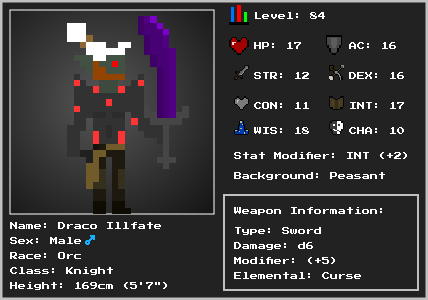 Level: 84
HP: 17 AC: 16
STR: 12 DEX: 16
CON: 11 INT: 17
WIS: 18 CHA: 10
Stat Modifier: INT (+2)
Background: Peasant
Name: Draco Illfate
Sex: Male ♂
Race: Orc
Class: Knight
Height: 169cm (5'7")
Weapon Information:
Type: Sword
Damage: d6
Modifier: (+5)
Elemental: Curse